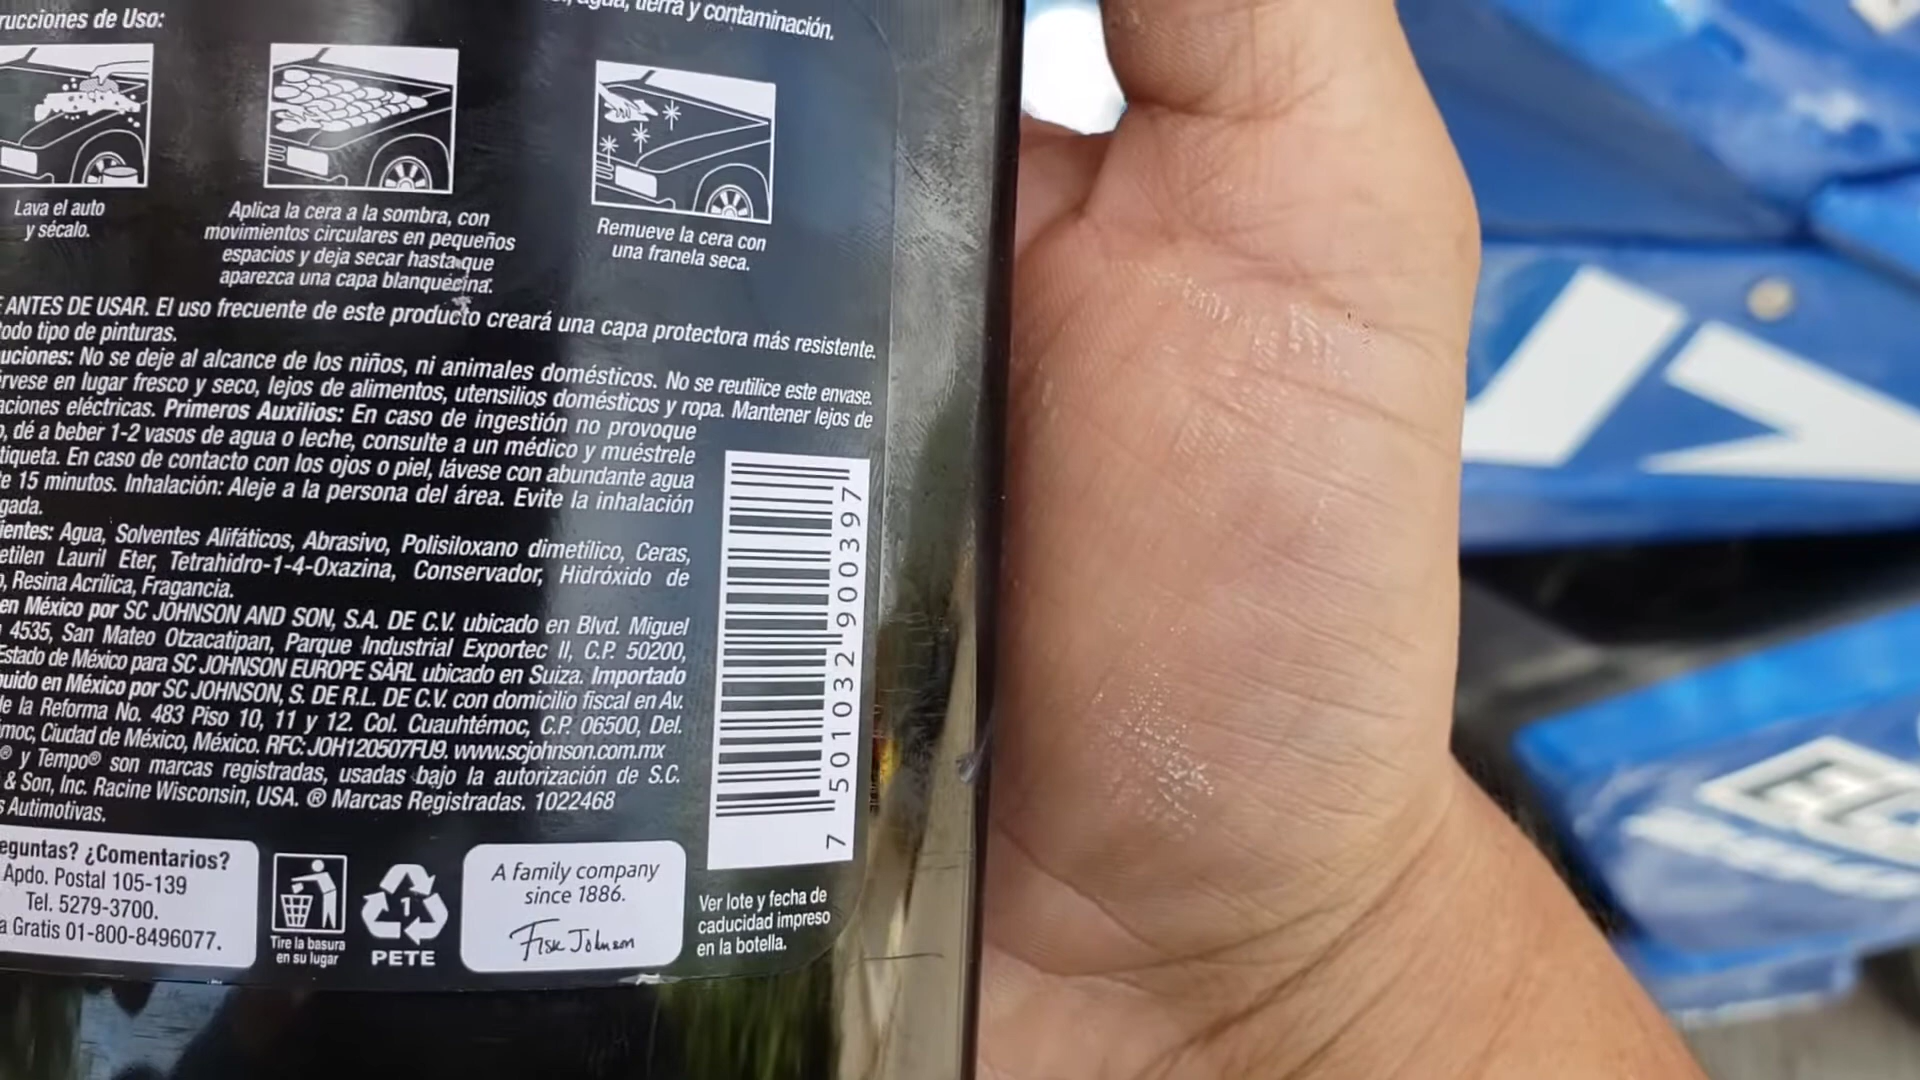 rucciones de Uso:
agua, tierra y contaminación.
Lava el auto
y sécalo.
Aplica la cera a la sombra, con
movimientos circulares en pequeños
espacios y deja secar hasta que
aparezca una capa blanquecina.
Remueve la cera con
una franela seca.
ANTES DE USAR. El uso frecuente de este producto creará una capa protectora más resistente.
odo tipo de pinturas.
uciones: No se deje al alcance de los niños, ni animales domésticos. No se reutilice este envase.
rvese en lugar fresco y seco, lejos de alimentos, utensilios domésticos y ropa. Mantener lejos de
aciones eléctricas. Primeros Auxilios: En caso de ingestión no provoque
, dé a beber 1-2 vasos de agua o leche, consulte a un médico y muéstrele
tiqueta. En caso de contacto con los ojos o piel, lávese con abundante agua
e 15 minutos. Inhalación: Aleje a la persona del área. Evite la inhalación
gada.
ientes: Agua, Solventes Alifáticos, Abrasivo, Polisiloxano dimetílico, Ceras,
etilen Lauril Eter, Tetrahidro-1-4-Oxazina, Conservador, Hidróxido de
, Resina Acrílica, Fragancia.
en México por SC JOHNSON AND SON, S.A. DE C.V. ubicado en Blvd. Miguel
4535, San Mateo Otzacatipan, Parque Industrial Exportec II, C.P. 50200,
Estado de México para SC JOHNSON EUROPE SÀRL ubicado en Suiza. Importado
uido en México por SC JOHNSON, S. DE R.L. DE C.V. con domicilio fiscal en Av.
e la Reforma No. 483 Piso 10, 11 y 12. Col. Cuauhtémoc, C.P. 06500, Del.
moc, Ciudad de México, México. RFC: JOH120507FU9. www.scjohnson.com.mx
® y Tempo® son marcas registradas, usadas bajo la autorización de S.C.
& Son, Inc. Racine Wisconsin, USA. ® Marcas Registradas. 1022468
s Autimotivas.
7 501032 900397
eguntas? ¿Comentarios?
Apdo. Postal 105-139
Tel. 5279-3700.
a Gratis 01-800-8496077.
Tire la basura
en su lugar
1
PETE
A family company
since 1886.
Fisk Johnson
Ver lote y fecha de
caducidad impreso
en la botella.